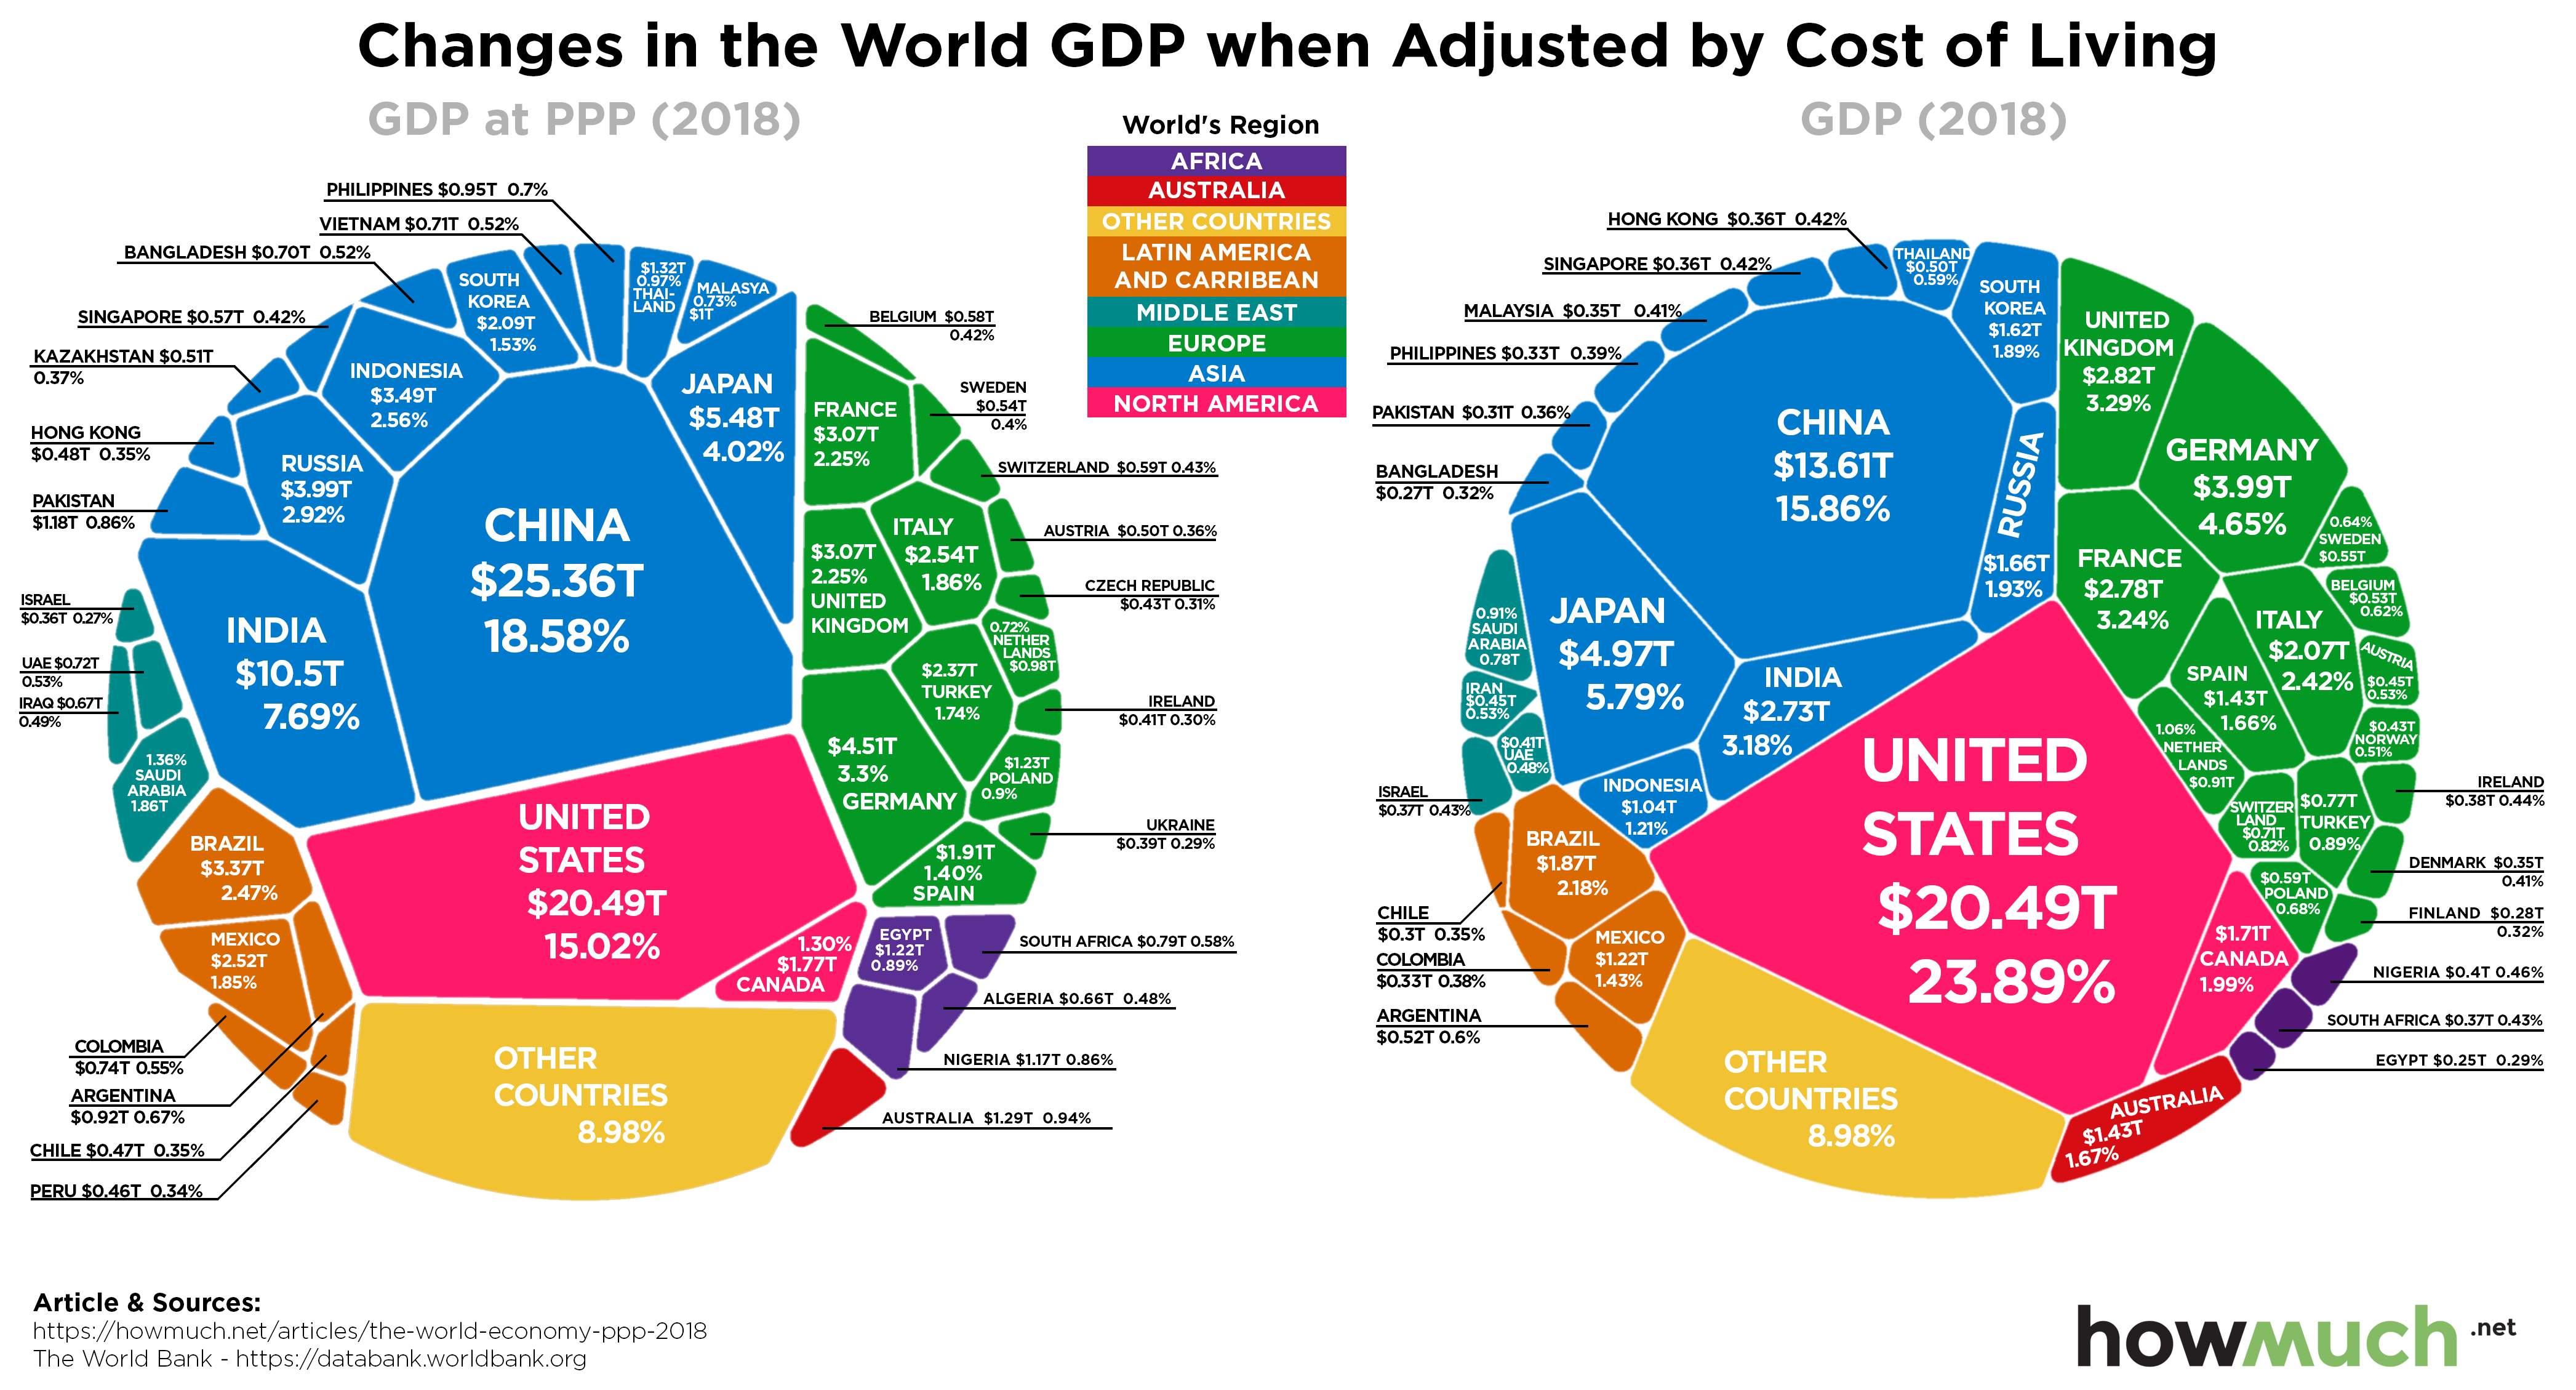 Changes in the World GDP when Adjusted by Cost of Living
GDP at PPP (2018)
World's Region
AFRICA
AUSTRALIA
OTHER COUNTRIES
LATIN AMERICA
AND CARRIBEAN
MIDDLE EAST
EUROPE
ASIA
NORTH AMERICA
GDP (2018)
PHILIPPINES $0.95T 0.7%
VIETNAM $0.71T 0.52%
BANGLADESH $0.70T 0.52%
SINGAPORE $0.57T 0.42%
KAZAKHSTAN $0.51T
0.37%
HONG KONG
$0.48T 0.35%
PAKISTAN
$1.18T 0.86%
SOUTH
KOREA
$2.09T
1.53%
$1.32T
0.97%
THAI-
LAND
MALASYA
0.73%
$1T
INDONESIA
$3.49T
2.56%
JAPAN
$5.48T
4.02%
RUSSIA
$3.99T
2.92%
CHINA
$25.36T
18.58%
INDIA
$10.5T
7.69%
ISRAEL
$0.36T 0.27%
UAE $0.72T
0.53%
IRAQ $0.67T
0.49%
1.36%
SAUDI
ARABIA
1.86T
BRAZIL
$3.37T
2.47%
MEXICO
$2.52T
1.85%
COLOMBIA
$0.74T 0.55%
ARGENTINA
$0.92T 0.67%
CHILE $0.47T 0.35%
PERU $0.46T 0.34%
UNITED
STATES
$20.49T
15.02%
1.30%
$1.77T
CANADA
OTHER
COUNTRIES
8.98%
BELGIUM $0.58T
0.42%
FRANCE
$3.07T
2.25%
SWEDEN
$0.54T
0.4%
SWITZERLAND $0.59T 0.43%
ITALY
$2.54T
1.86%
AUSTRIA $0.50T 0.36%
$3.07T
2.25%
UNITED
KINGDOM
CZECH REPUBLIC
$0.43T 0.31%
0.72%
NETHER
LANDS
$0.98T
$2.37T
TURKEY
1.74%
IRELAND
$0.41T 0.30%
$4.51T
3.3%
GERMANY
$1.23T
POLAND
0.9%
UKRAINE
$0.39T 0.29%
$1.91T
1.40%
SPAIN
EGYPT
$1.22T
0.89%
SOUTH AFRICA $0.79T 0.58%
ALGERIA $0.66T 0.48%
NIGERIA $1.17T 0.86%
AUSTRALIA $1.29T 0.94%
HONG KONG $0.36T 0.42%
SINGAPORE $0.36T 0.42%
MALAYSIA $0.35T 0.41%
PHILIPPINES $0.33T 0.39%
PAKISTAN $0.31T 0.36%
BANGLADESH
$0.27T 0.32%
THAILAND
$0.50T
0.59%
SOUTH
KOREA
$1.62T
1.89%
CHINA
$13.61T
15.86%
RUSSIA
$1.66T
1.93%
JAPAN
$4.97T
5.79%
INDIA
$2.73T
3.18%
INDONESIA
$1.04T
1.21%
0.91%
SAUDI
ARABIA
0.78T
IRAN
$0.45T
0.53%
$0.41T
UAE
0.48%
ISRAEL
$0.37T 0.43%
BRAZIL
$1.87T
2.18%
CHILE
$0.3T 0.35%
MEXICO
$1.22T
1.43%
COLOMBIA
$0.33T 0.38%
ARGENTINA
$0.52T 0.6%
UNITED
STATES
$20.49T
23.89%
$1.71T
CANADA
1.99%
OTHER
COUNTRIES
8.98%
UNITED
KINGDOM
$2.82T
3.29%
GERMANY
$3.99T
4.65%
0.64%
SWEDEN
$0.55T
FRANCE
$2.78T
3.24%
BELGIUM
$0.53T
0.62%
ITALY
$2.07T
2.42%
AUSTRIA
$0.45T
0.53%
SPAIN
$1.43T
1.66%
$0.43T
NORWAY
0.51%
1.06%
NETHER
LANDS
$0.91T
SWITZER
LAND
$0.71T
0.82%
$0.77T
TURKEY
0.89%
IRELAND
$0.38T 0.44%
DENMARK $0.35T
0.41%
$0.59T
POLAND
0.68%
FINLAND $0.28T
0.32%
NIGERIA $0.4T 0.46%
SOUTH AFRICA $0.37T 0.43%
EGYPT $0.25T 0.29%
AUSTRALIA
$1.43T
1.67%
Article & Sources:
https://howmuch.net/articles/the-world-economy-ppp-2018
The World Bank - https://databank.worldbank.org
howmuch.net